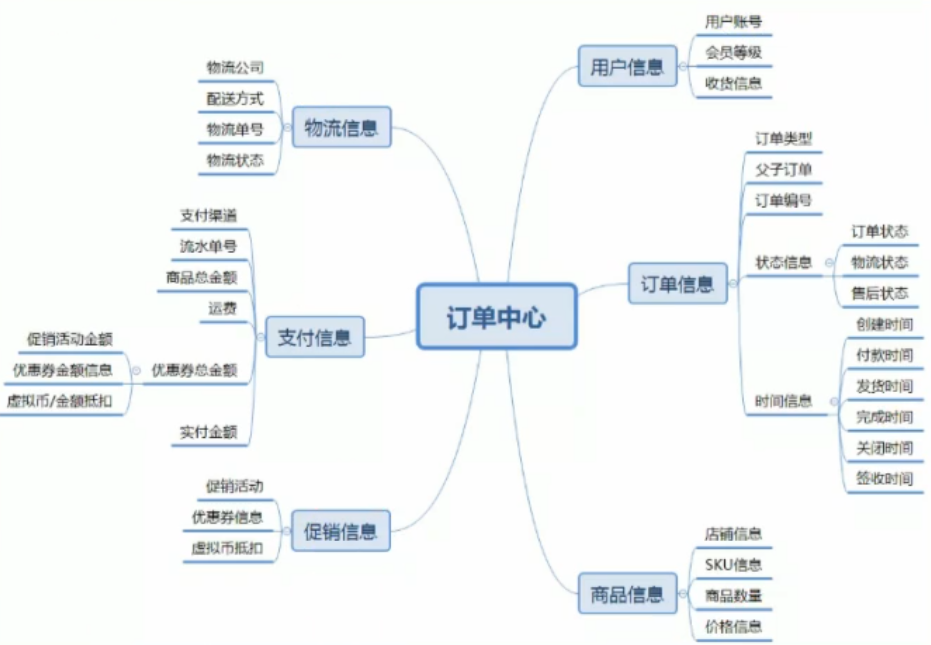 订单中心
用户信息
用户账号
会员等级
收货信息
订单信息
订单类型
父子订单
订单编号
状态信息
订单状态
物流状态
售后状态
时间信息
创建时间
付款时间
发货时间
完成时间
关闭时间
签收时间
商品信息
店铺信息
SKU信息
商品数量
价格信息
物流信息
物流公司
配送方式
物流单号
物流状态
支付信息
支付渠道
流水单号
商品总金额
运费
优惠券总金额
促销活动金额
优惠券金额信息
虚拟币/金额抵扣
实付金额
促销信息
促销活动
优惠券信息
虚拟币抵扣